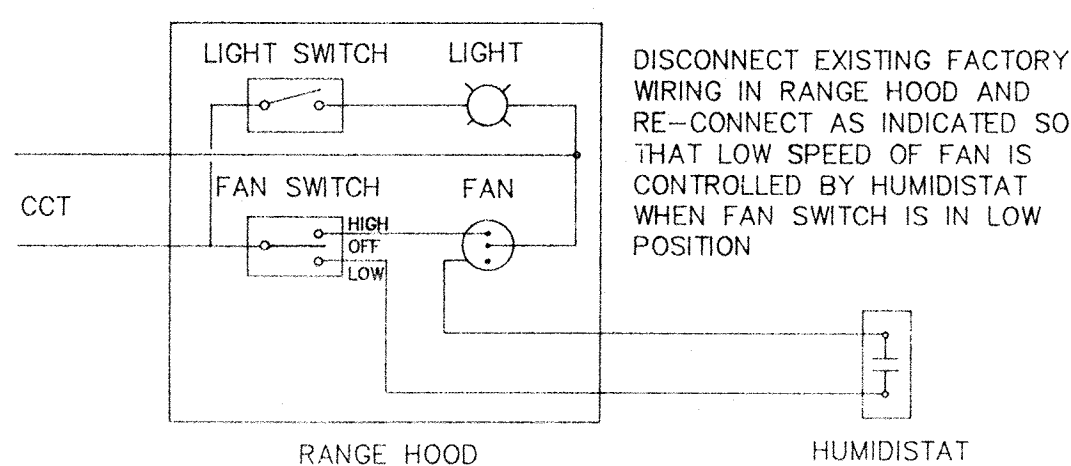 LIGHT SWITCH
LIGHT
DISCONNECT EXISTING FACTORY
WIRING IN RANGE HOOD AND
RE-CONNECT AS INDICATED SO
THAT LOW SPEED OF FAN IS
CONTROLLED BY HUMIDISTAT
WHEN FAN SWITCH IS IN LOW
POSITION
CCT
FAN SWITCH
FAN
HIGH
OFF
LOW
RANGE HOOD
HUMIDISTAT